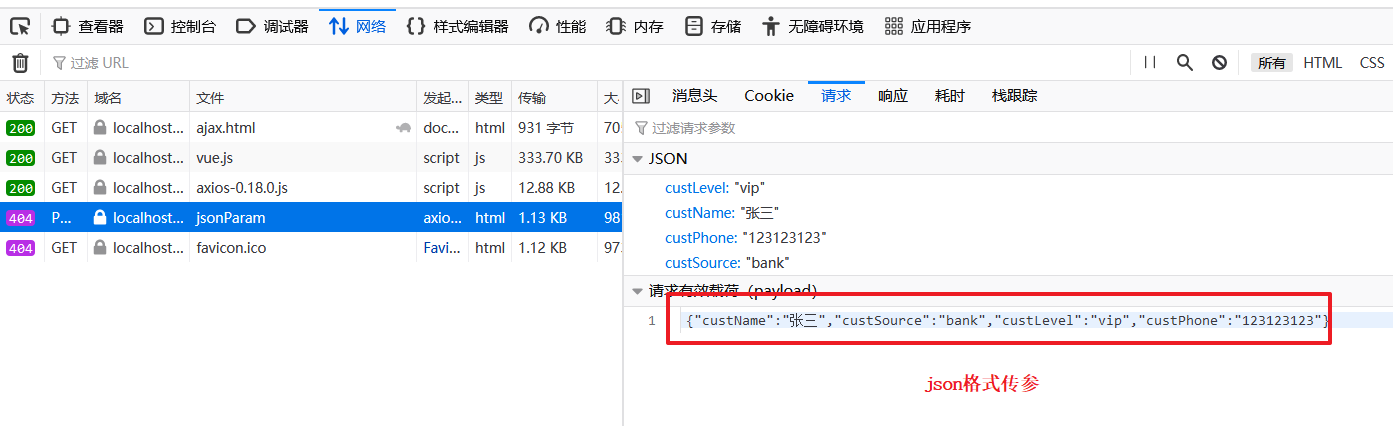 查看器 控制台 调试器 网络 样式编辑器 性能 内存 存储 无障碍环境 应用程序
过滤 URL 所有 HTML CSS
状态 方法 域名 文件 发起... 类型 传输
200 GET localhost... ajax.html doc... html 931 字节
200 GET localhost... vue.js script js 333.70 KB 33.
200 GET localhost... axios-0.18.0.js script js 12.88 KB 12.
404 P... localhost... jsonParam axio... html 1.13 KB 98
404 GET localhost... favicon.ico Favi... html 1.12 KB 97.
消息头 Cookie 请求 响应 耗时 栈跟踪
过滤请求参数
JSON
custLevel: "vip"
custName: "张三"
custPhone: "123123123"
custSource: "bank"
请求有效载荷（payload）
1 {"custName":"张三","custSource":"bank","custLevel":"vip","custPhone":"123123123"}
json格式传参